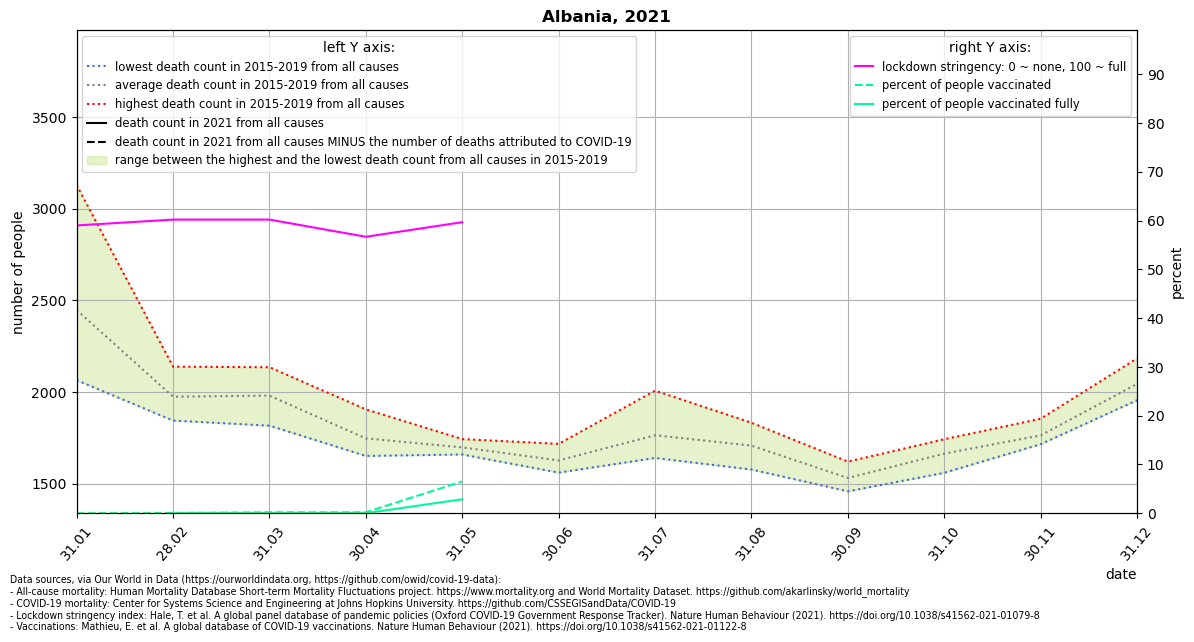 Albania, 2021
left Y axis:
lowest death count in 2015-2019 from all causes
average death count in 2015-2019 from all causes
highest death count in 2015-2019 from all causes
death count in 2021 from all causes
death count in 2021 from all causes MINUS the number of deaths attributed to COVID-19
range between the highest and the lowest death count from all causes in 2015-2019
right Y axis:
lockdown stringency: 0 ~ none, 100 ~ full
percent of people vaccinated
percent of people vaccinated fully
number of people
3500
3000
2500
2000
1500
percent
90
80
70
60
50
40
30
20
10
0
31.01
28.02
31.03
30.04
31.05
30.06
31.07
31.08
30.09
31.10
30.11
31.12
date
Data sources, via Our World in Data (https://ourworldindata.org, https://github.com/owid/covid-19-data):
- All-cause mortality: Human Mortality Database Short-term Mortality Fluctuations project. https://www.mortality.org and World Mortality Dataset. https://github.com/akarlinsky/world_mortality
- COVID-19 mortality: Center for Systems Science and Engineering at Johns Hopkins University. https://github.com/CSSEGISandData/COVID-19
- Lockdown stringency index: Hale, T. et al. A global panel database of pandemic policies (Oxford COVID-19 Government Response Tracker). Nature Human Behaviour (2021). https://doi.org/10.1038/s41562-021-01079-8
- Vaccinations: Mathieu, E. et al. A global database of COVID-19 vaccinations. Nature Human Behaviour (2021). https://doi.org/10.1038/s41562-021-01122-8